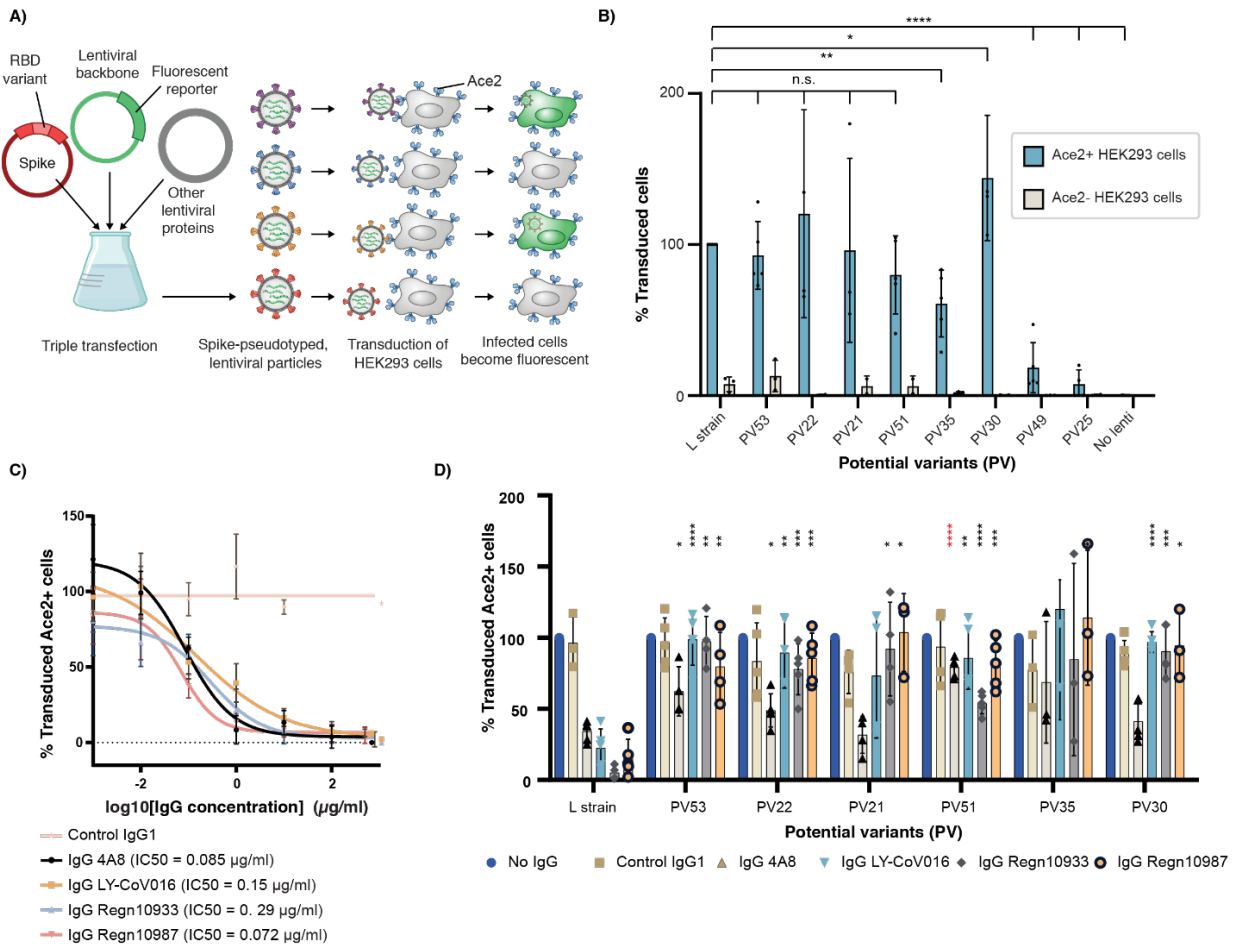 A)
RBD
variant
Lentiviral
backbone
Fluorescent
reporter
Spike
Other
lentiviral
proteins
Ace2
Triple transfection
Spike-pseudotyped,
lentiviral particles
Transduction of
HEK293 cells
Infected cells
become fluorescent
B)
****
*
**
n.s.
% Transduced cells
200
100
0
Ace2+ HEK293 cells
Ace2- HEK293 cells
L strain
PV53
PV22
PV21
PV51
PV35
PV30
PV49
PV25
No lenti
Potential variants (PV)
C)
% Transduced Ace2+ cells
150
100
50
0
-2 0 2
*
log10[IgG concentration] (µg/ml)
Control IgG1
IgG 4A8 (IC50 = 0.085 µg/ml)
IgG LY-CoV016 (IC50 = 0.15 µg/ml)
IgG Regn10933 (IC50 = 0. 29 µg/ml)
IgG Regn10987 (IC50 = 0.072 µg/ml)
D)
% Transduced Ace2+ cells
200
150
100
50
0
* **** ** ** * ** *** *** * * **** ** **** *** **** *** *
L strain PV53 PV22 PV21 PV51 PV35 PV30
Potential variants (PV)
No IgG Control IgG1 IgG 4A8 IgG LY-CoV016 IgG Regn10933 IgG Regn10987